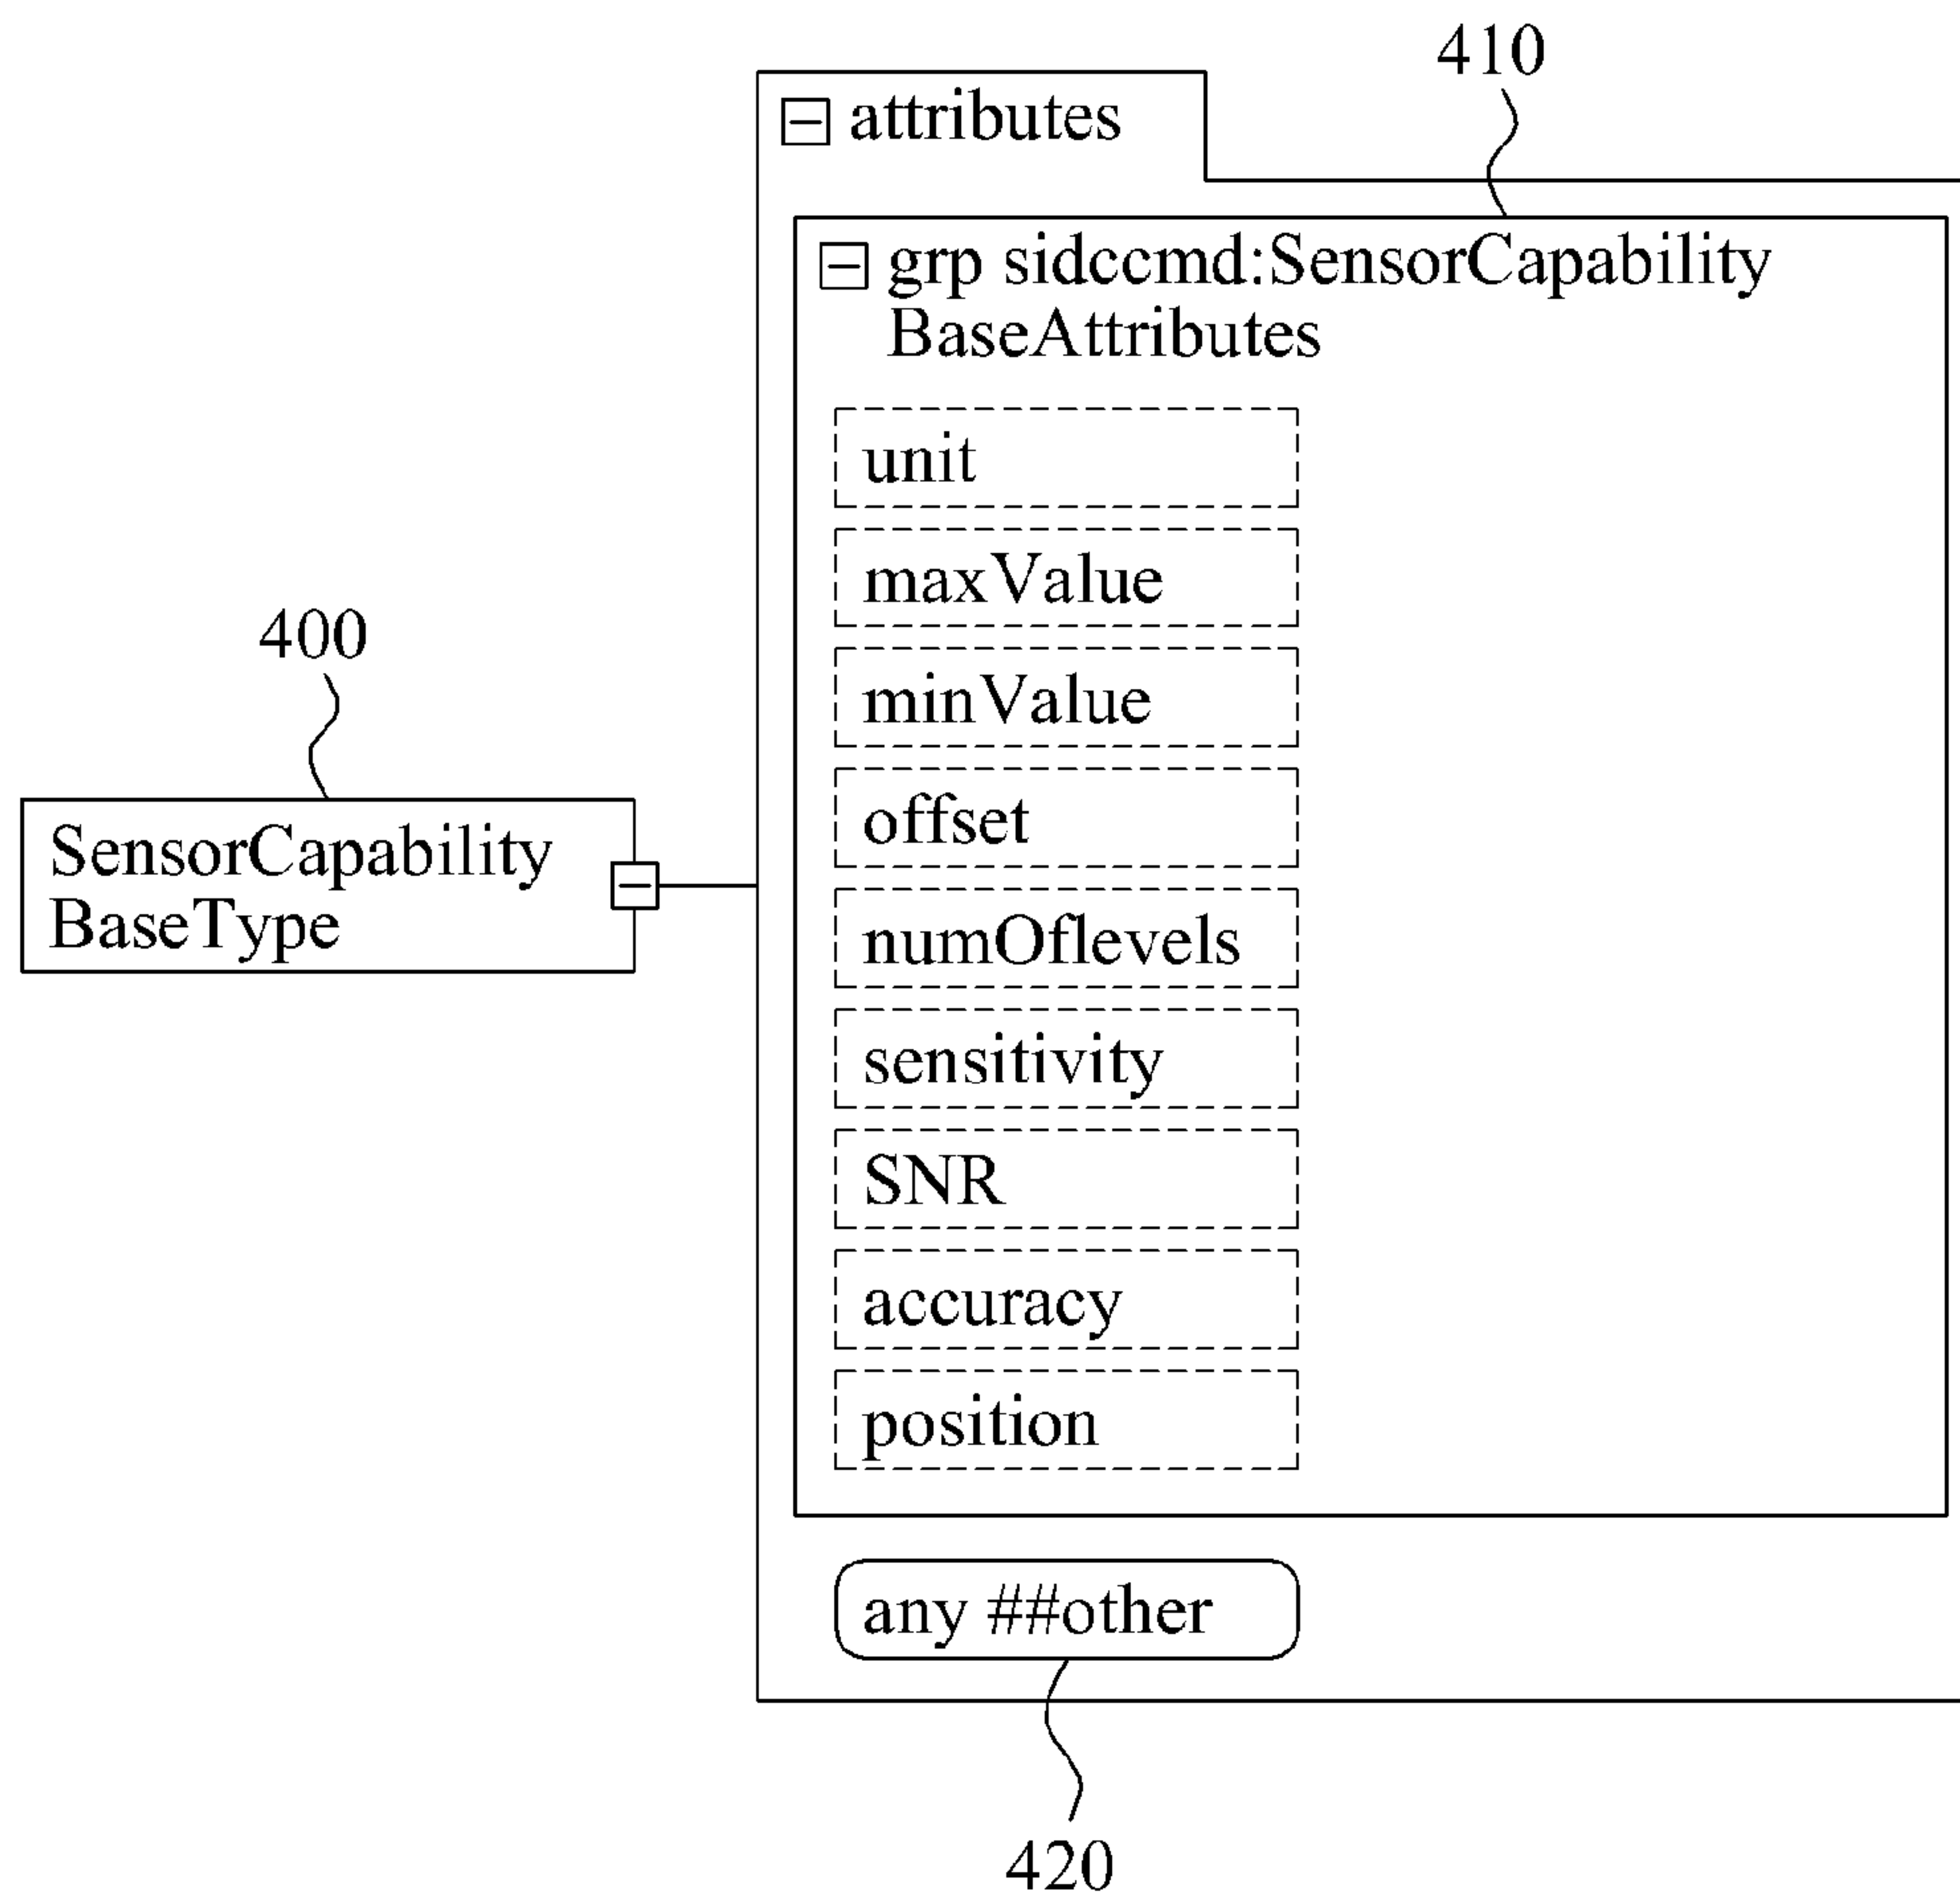 410
attributes
grp sidccmd:SensorCapability
BaseAttributes
unit
maxValue
minValue
offset
numOflevels
sensitivity
SNR
accuracy
position
any ##other
420
400
SensorCapability
BaseType